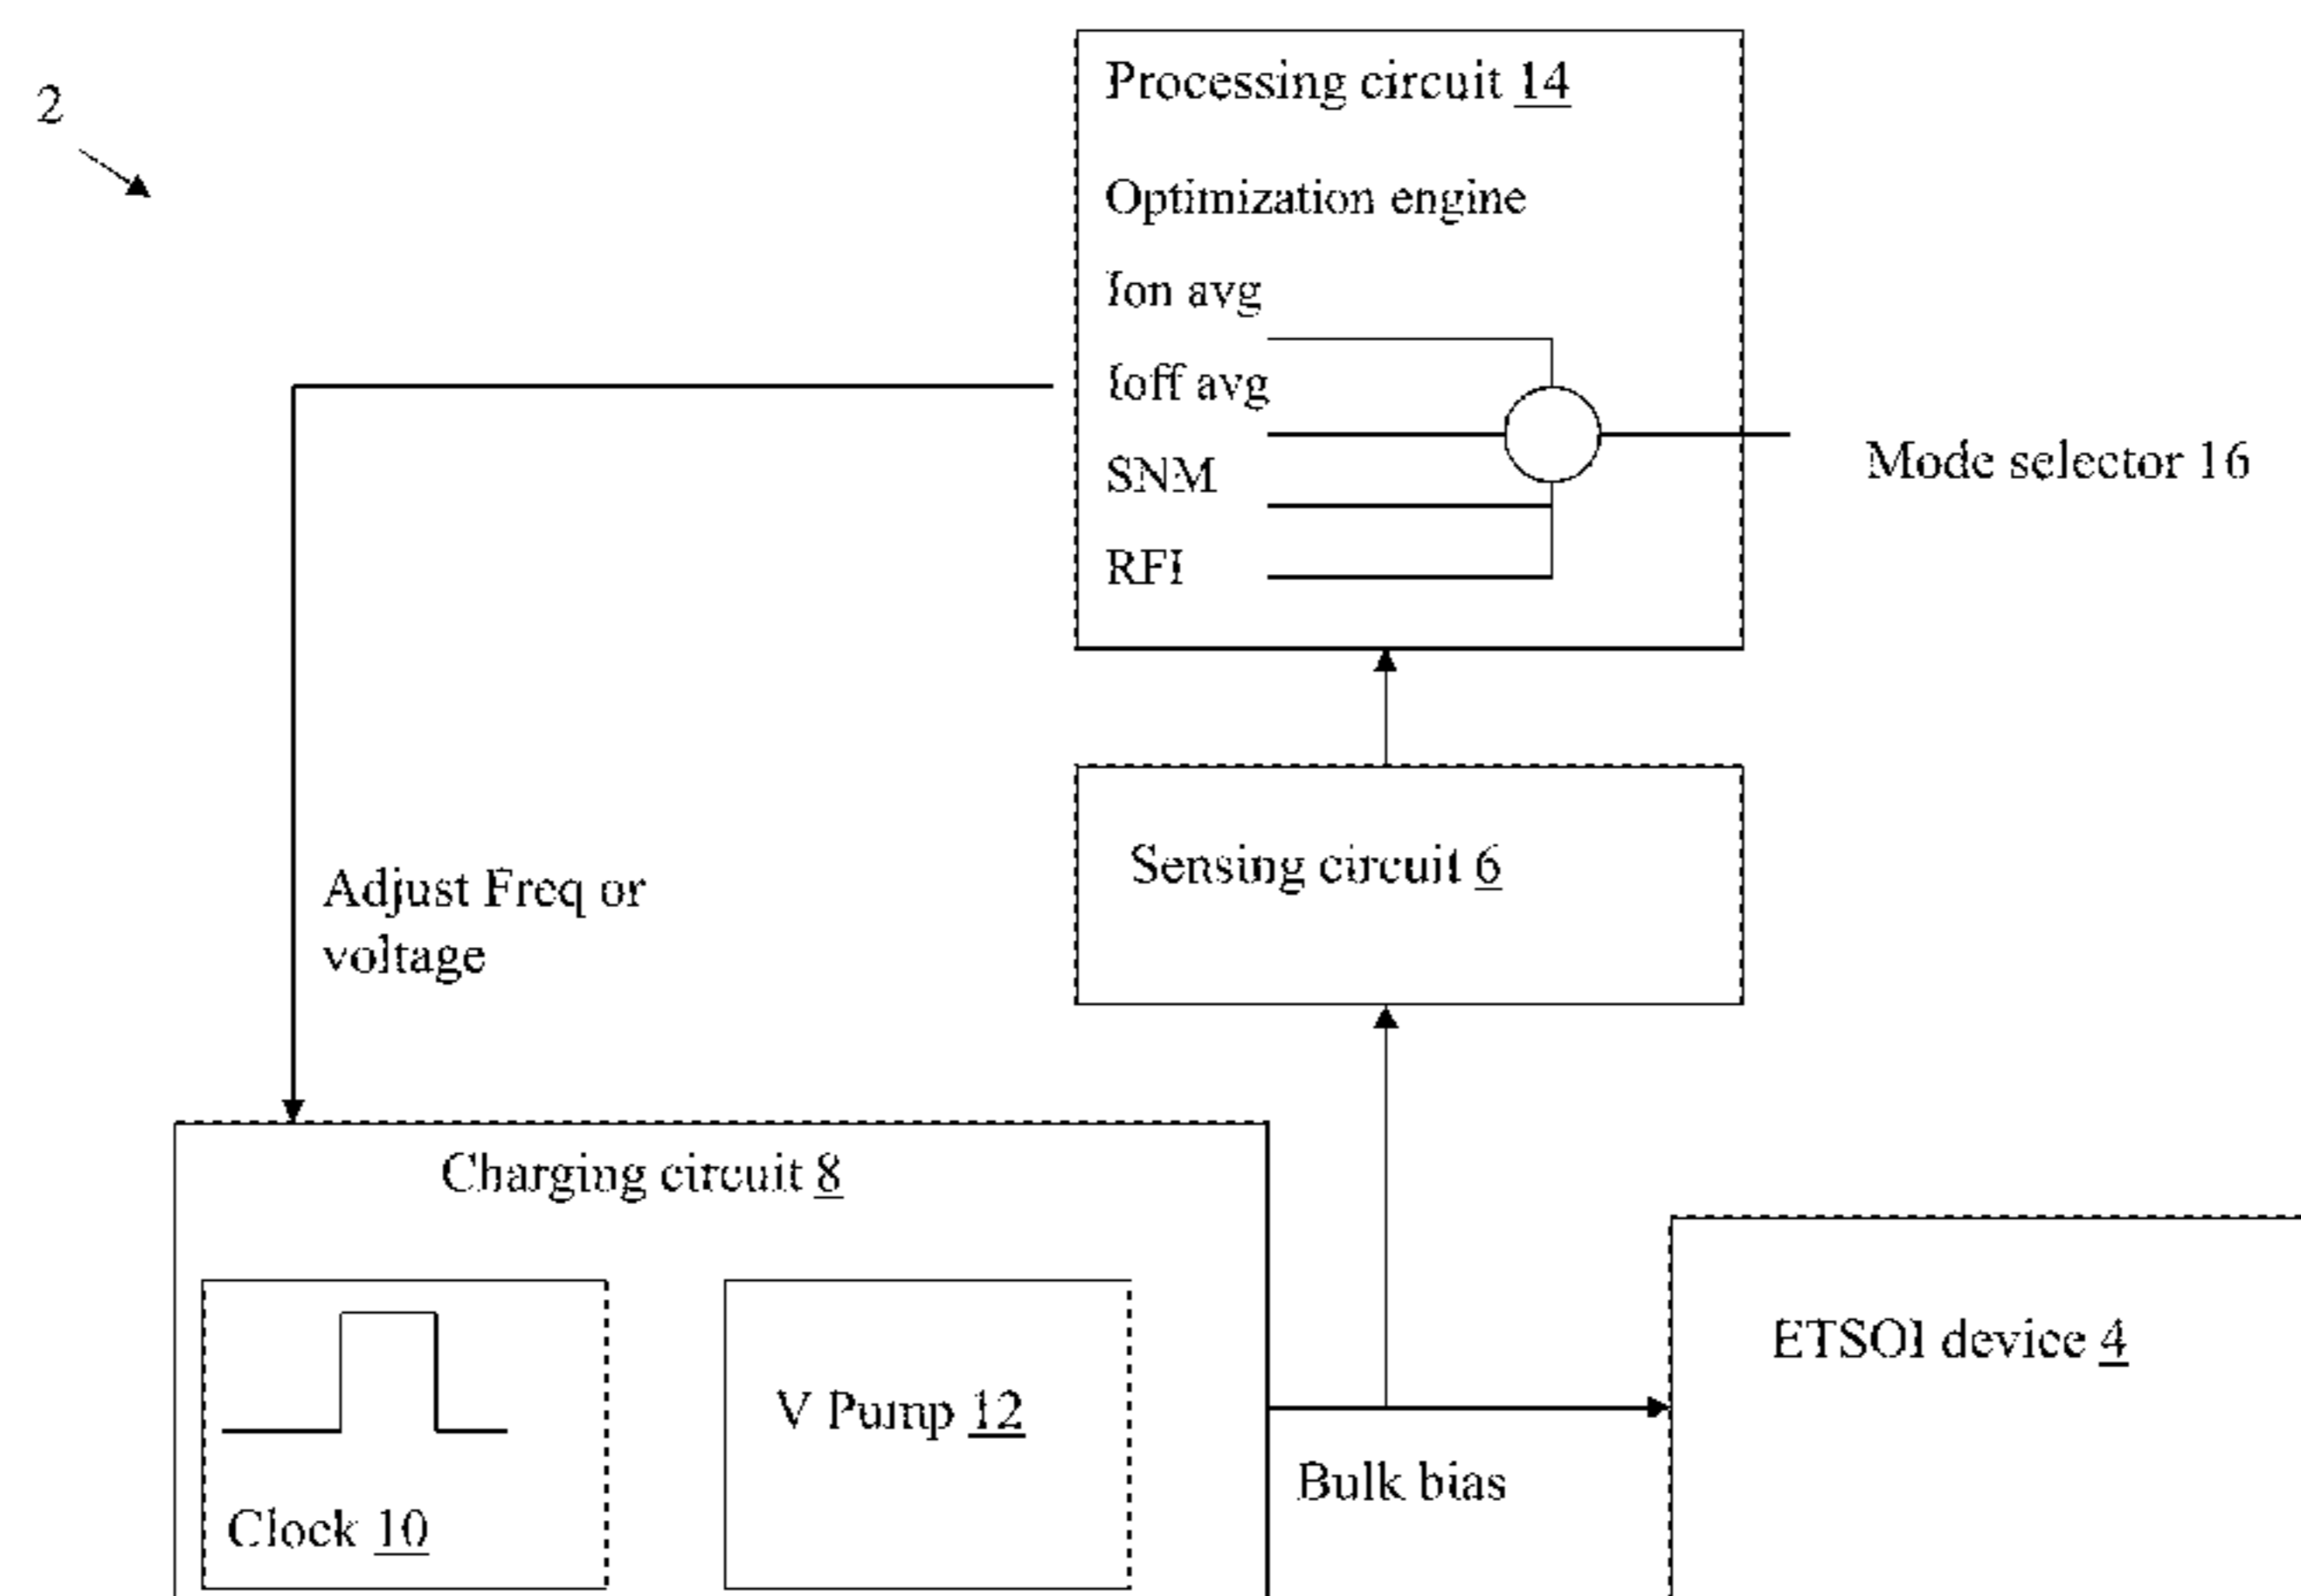 2
Processing circuit 14
Optimization engine
Ion avg
Ioff avg
SNM
RFI
Mode selector 16
Sensing circuit 6
Adjust Freq or
voltage
Charging circuit 8
V Pump 12
Clock 10
Bulk bias
ETSOI device 4